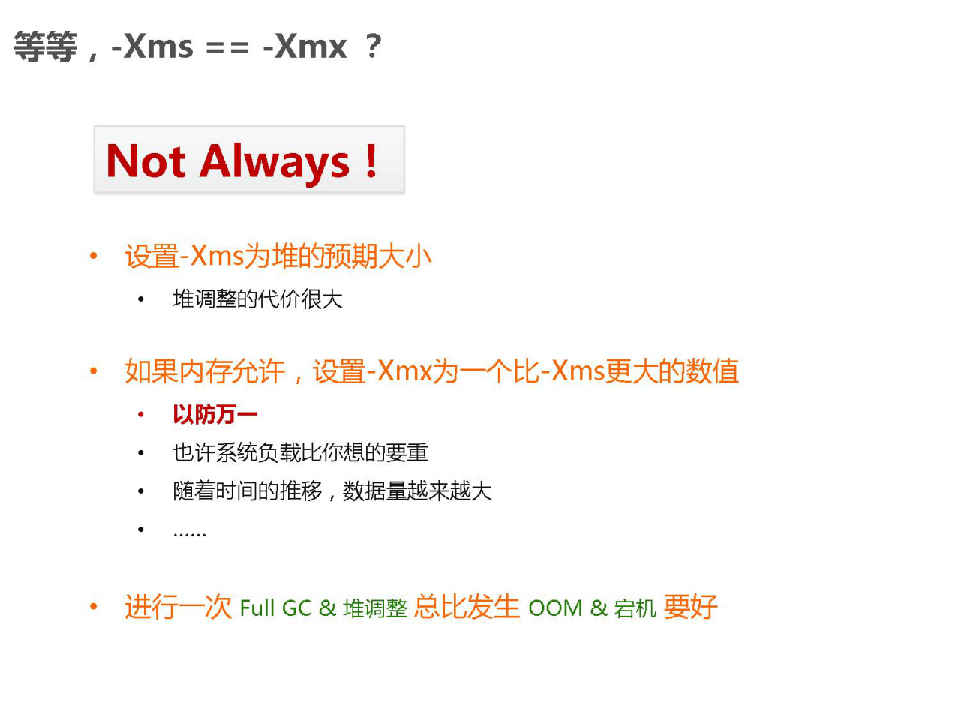 等等，-Xms == -Xmx ？
Not Always！
• 设置-Xms为堆的预期大小
• 堆调整的代价很大
• 如果内存允许，设置-Xmx为一个比-Xms更大的数值
• 以防万一
• 也许系统负载比你想的要重
• 随着时间的推移，数据量越来越大
• ……
• 进行一次 Full GC & 堆调整 总比发生 OOM & 宕机 要好